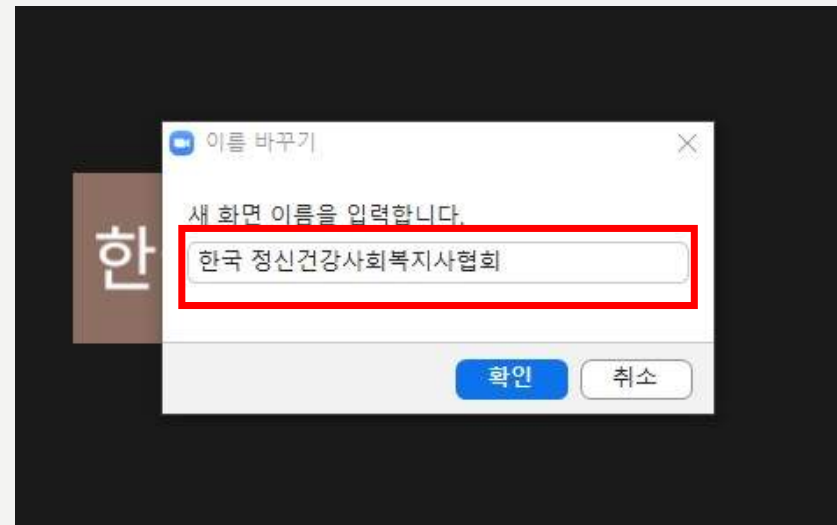 이름 바꾸기
새 화면 이름을 입력합니다.
한
한국 정신건강사회복지사협회
확인
취소